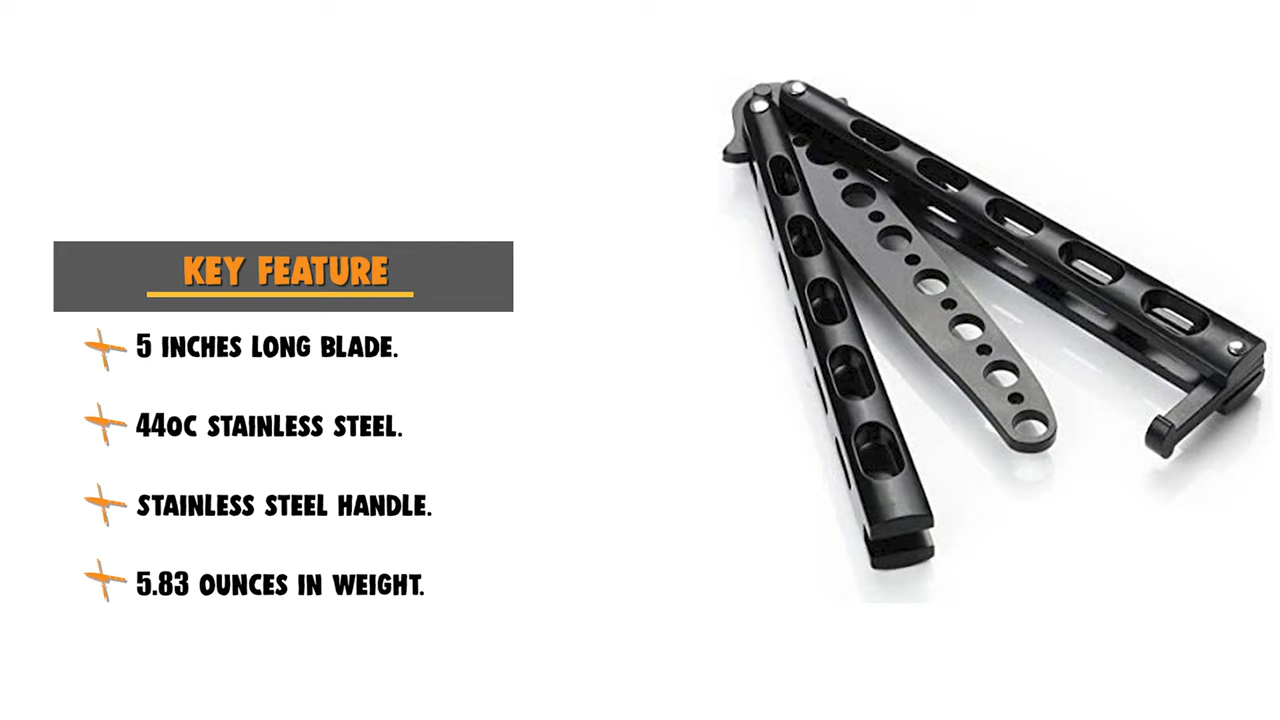 KEY FEATURE
5 INCHES LONG BLADE.
440C STAINLESS STEEL.
STAINLESS STEEL HANDLE.
5.83 OUNCES IN WEIGHT.